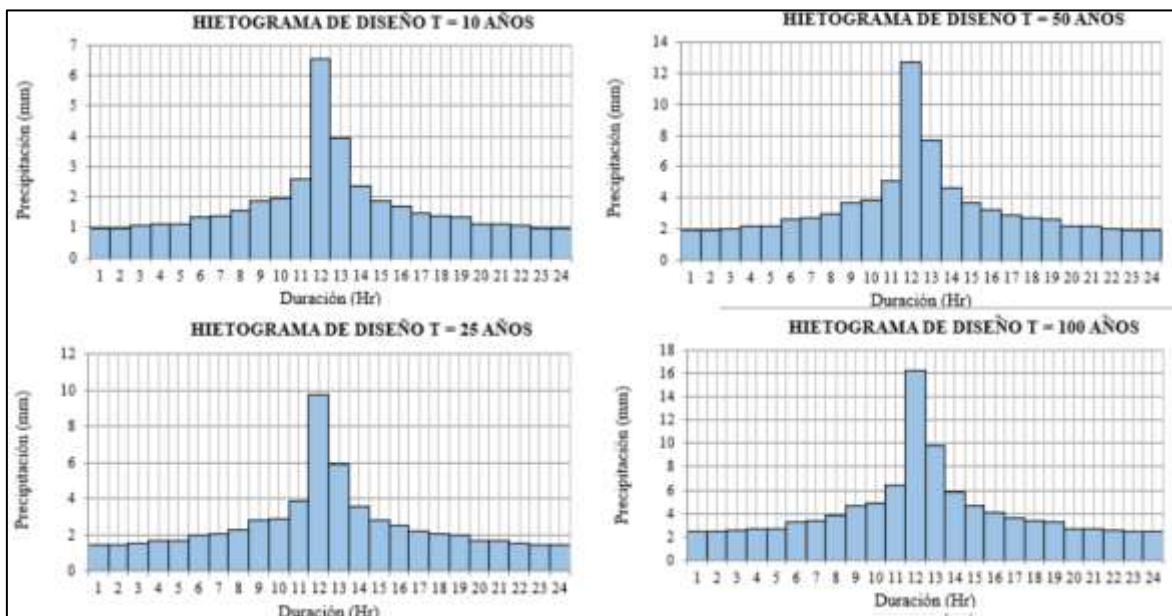 HIETOGRAMA DE DISEÑO T = 10 AÑOS
Precipitación (mm)
7
6
5
4
3
2
1
0
1 2 3 4 5 6 7 8 9 10 11 12 13 14 15 16 17 18 19 20 21 22 23 24
Duración (Hr)
HIETOGRAMA DE DISEÑO T = 50 AÑOS
Precipitación (mm)
14
12
10
8
6
4
2
0
1 2 3 4 5 6 7 8 9 10 11 12 13 14 15 16 17 18 19 20 21 22 23 24
Duración (Hr)
HIETOGRAMA DE DISEÑO T = 25 AÑOS
Precipitación (mm)
12
10
8
6
4
2
0
1 2 3 4 5 6 7 8 9 10 11 12 13 14 15 16 17 18 19 20 21 22 23 24
Duración (Hr)
HIETOGRAMA DE DISEÑO T = 100 AÑOS
Precipitación (mm)
18
16
14
12
10
8
6
4
2
0
1 2 3 4 5 6 7 8 9 10 11 12 13 14 15 16 17 18 19 20 21 22 23 24
Duración (Hr)